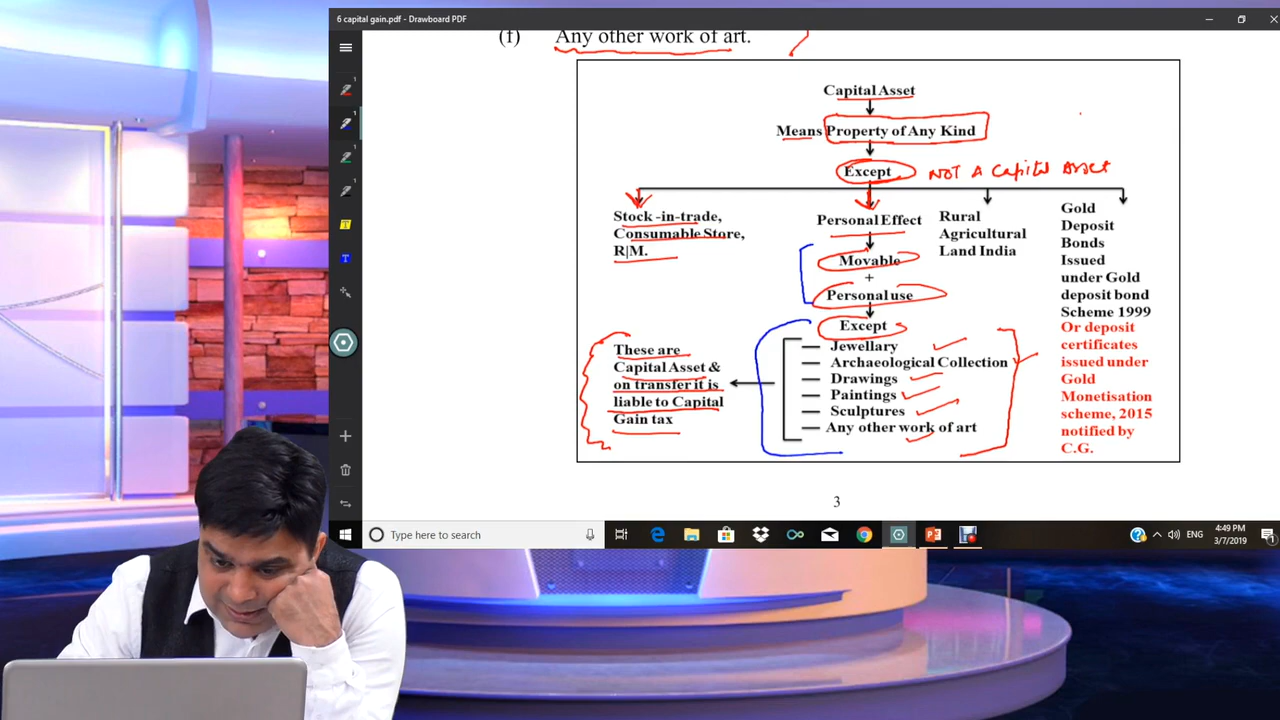 6 capital gain.pdf - Drawboard PDF
(f) Any other work of art.
Capital Asset
Means Property of Any Kind
Except NOT A Capital Asset
Stock -in-trade,
Consumable Store,
R|M.
Personal Effect
Movable
+
Personal use
Except
— Jewellary
— Archaeological Collection
— Drawings
— Paintings
— Sculptures
— Any other work of art
These are
Capital Asset &
on transfer it is
liable to Capital
Gain tax
Rural
Agricultural
Land India
Gold
Deposit
Bonds
Issued
under Gold
deposit bond
Scheme 1999
Or deposit
certificates
issued under
Gold
Monetisation
scheme, 2015
notified by
C.G.
3
Type here to search
ENG
4:49 PM
3/7/2019